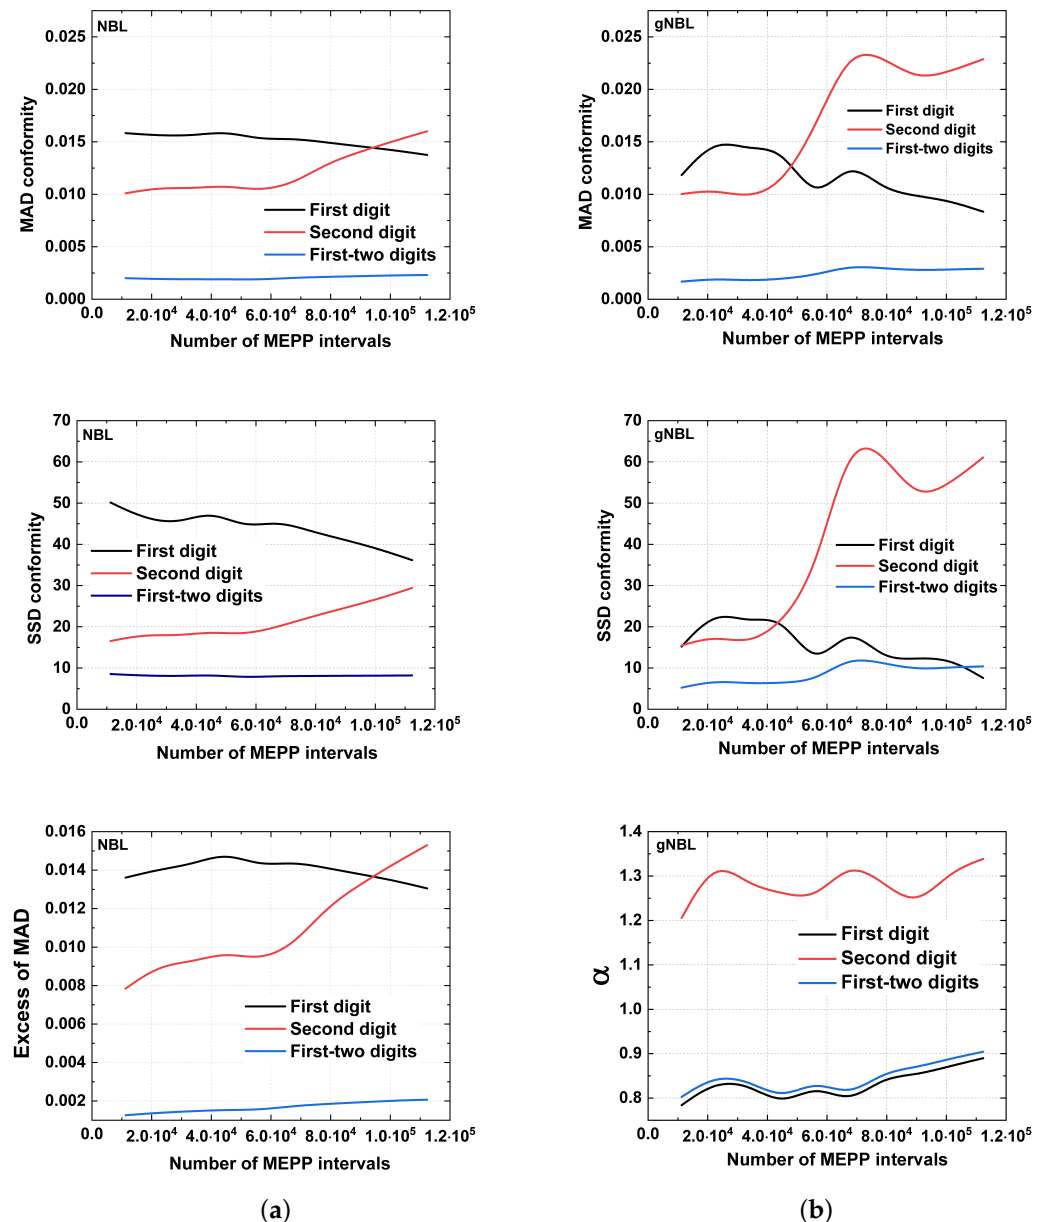 NBL
0.025
0.020
0.015
0.010
0.005
0.000
MAD conformity
First digit
Second digit
First-two digits
0.0 2.0·10⁴ 4.0·10⁴ 6.0·10⁴ 8.0·10⁴ 1.0·10⁵ 1.2·10⁵
Number of MEPP intervals
gNBL
0.025
0.020
0.015
0.010
0.005
0.000
MAD conformity
First digit
Second digit
First-two digits
0.0 2.0·10⁴ 4.0·10⁴ 6.0·10⁴ 8.0·10⁴ 1.0·10⁵ 1.2·10⁵
Number of MEPP intervals
NBL
70
60
50
40
30
20
10
0
SSD conformity
First digit
Second digit
First-two digits
0.0 2.0·10⁴ 4.0·10⁴ 6.0·10⁴ 8.0·10⁴ 1.0·10⁵ 1.2·10⁵
Number of MEPP intervals
gNBL
70
60
50
40
30
20
10
0
SSD conformity
First digit
Second digit
First-two digits
0.0 2.0·10⁴ 4.0·10⁴ 6.0·10⁴ 8.0·10⁴ 1.0·10⁵ 1.2·10⁵
Number of MEPP intervals
NBL
0.016
0.014
0.012
0.010
0.008
0.006
0.004
0.002
Excess of MAD
First digit
Second digit
First-two digits
0.0 2.0·10⁴ 4.0·10⁴ 6.0·10⁴ 8.0·10⁴ 1.0·10⁵ 1.2·10⁵
Number of MEPP intervals
gNBL
1.4
1.3
1.2
1.1
1.0
0.9
0.8
α
First digit
Second digit
First-two digits
0.0 2.0·10⁴ 4.0·10⁴ 6.0·10⁴ 8.0·10⁴ 1.0·10⁵ 1.2·10⁵
Number of MEPP intervals
(a)
(b)